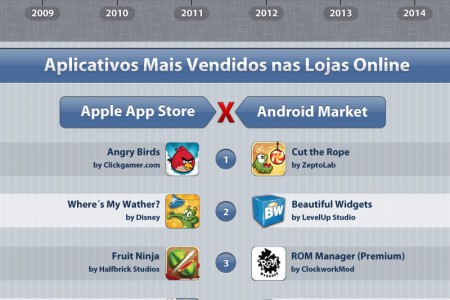 2009 2010 2011 2012 2013 2014
Aplicativos Mais Vendidos nas Lojas Online
Apple App Store X Android Market
Angry Birds
by Clickgamer.com
1
Cut the Rope
by ZeptoLab
Where´s My Wather?
by Disney
2
BW
Beautiful Widgets
by LevelUp Studio
Fruit Ninja
by Halfbrick Studios
3
ROM
MANAGER
ROM Manager (Premium)
by ClockworkMod